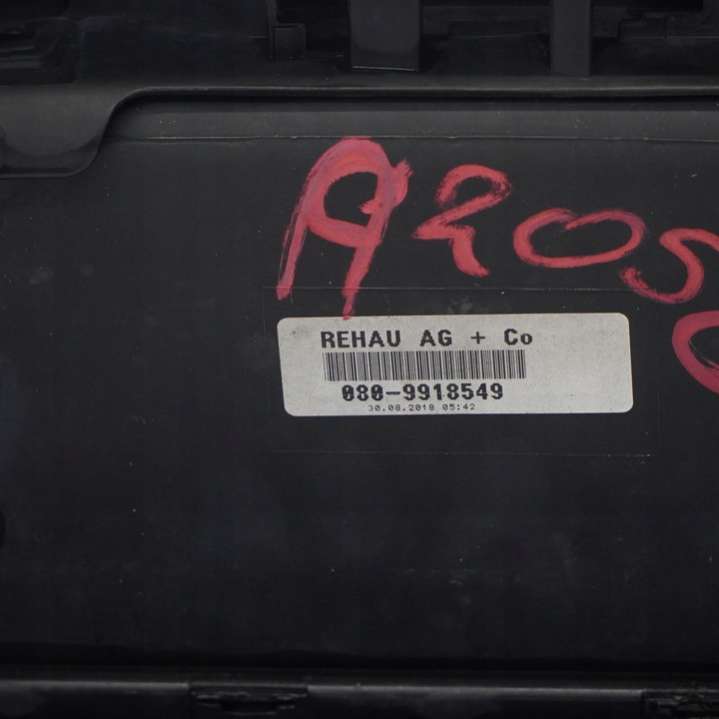 A205
REHAU AG + Co
080-9918549
30.08.2018 05:42